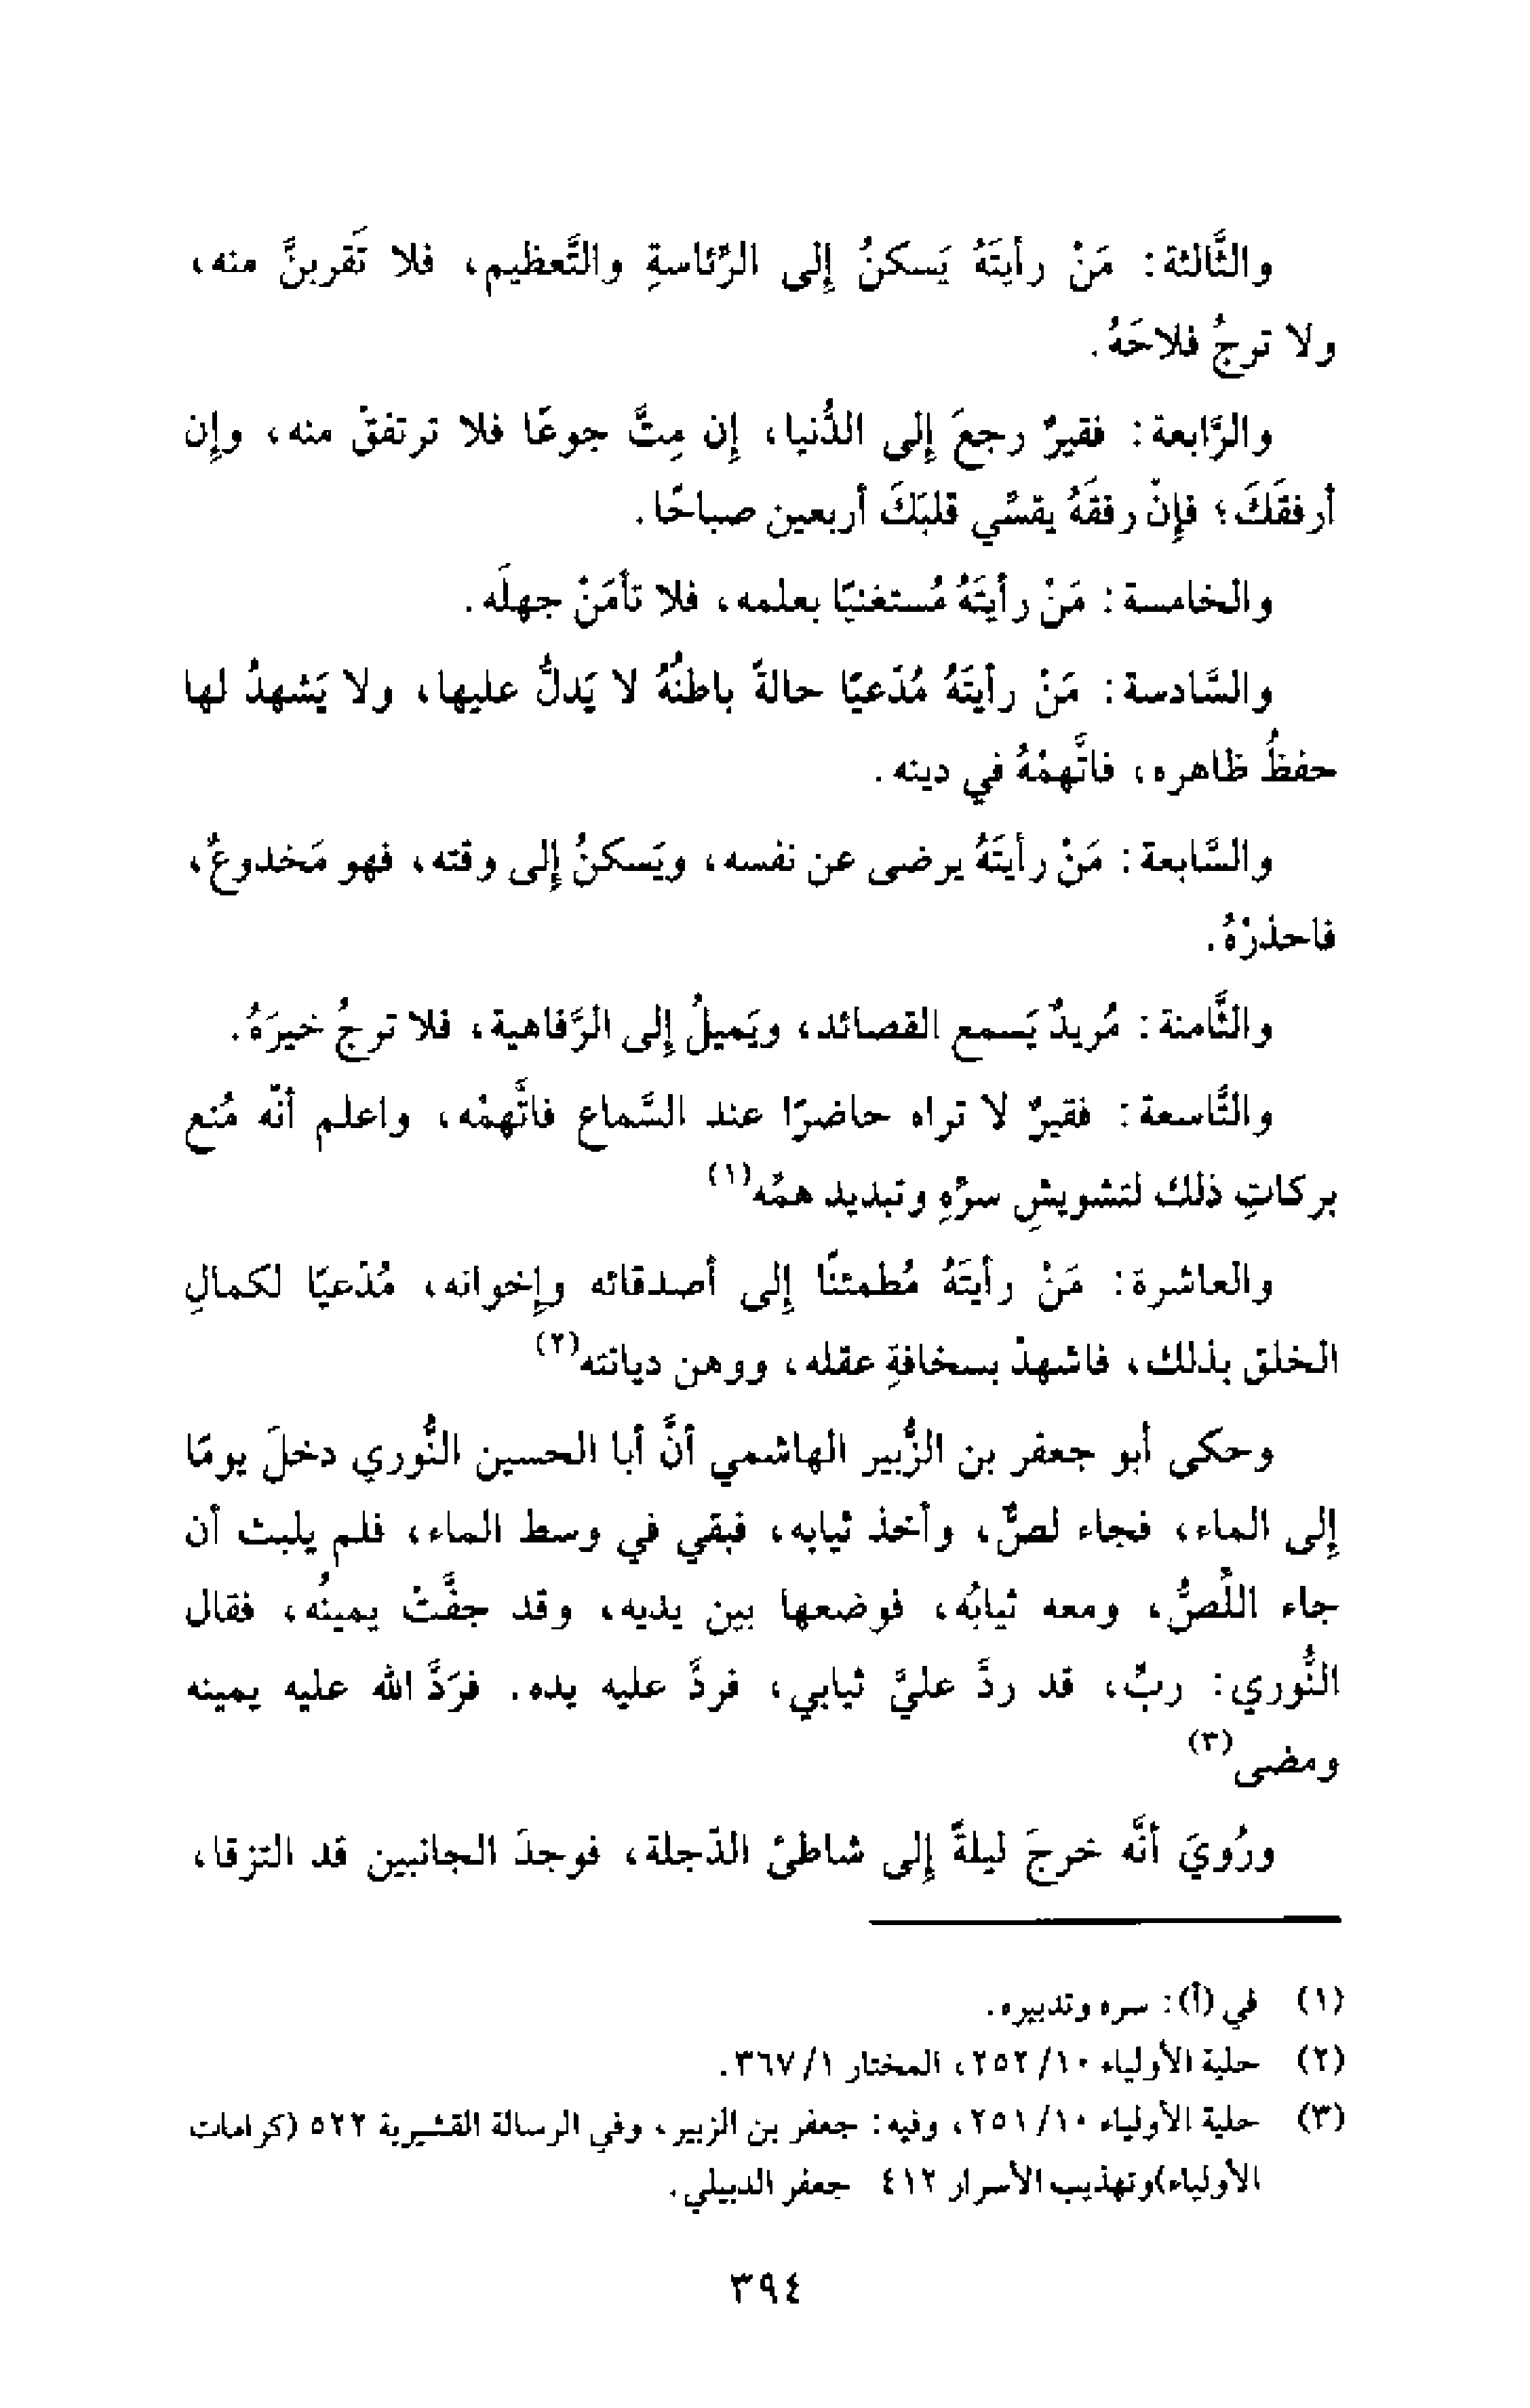 والثَّالثة: مَنْ رأيتَهُ يَسكنُ إلى الرِّئاسةِ والتَّعظيم، فلا تَقربنَّ منه،
ولا ترجُ فلاحَهُ.
والرَّابعة: فقيرٌ رجعَ إلى الدُّنيا، إن مِتَّ جوعًا فلا ترتفقْ منه، وإن
أرفقَكَ؛ فإنْ رفقَهُ يقسِّي قلبَكَ أربعين صباحًا.
والخامسة: مَنْ رأيتَهُ مُستغنيًا بعلمه، فلا تأمَنْ جهلَه.
والسَّادسة: مَنْ رأيتَهُ مُدَّعيًا حالةً باطنُهُ لا يَدلُّ عليها، ولا يَشهدُ لها
حفظُ ظاهره، فاتَّهمْهُ في دينه.
والسَّابعة: مَنْ رأيتَهُ يرضى عن نفسه، ويَسكنُ إلى وقته، فهو مَخدوعٌ،
فاحذرْهُ.
والثَّامنة: مُريدٌ يَسمع القصائد، ويَميلُ إلى الرَّفاهية، فلا ترجُ خيرَهُ.
والتَّاسعة: فقيرٌ لا تراه حاضرًا عند السَّماع فاتَّهمْه، واعلم أنّه مُنع
بركاتِ ذلك لتشويشِ سرِّهِ وتبديد همِّه(١)
والعاشرة: مَنْ رأيتَهُ مُطمئنًا إلى أصدقائه وإخوانه، مُدّعيًا لكمالِ
الخلق بذلك، فاشهدْ بسخافةِ عقله، ووهن ديانته(٢)
وحكى أبو جعفر بن الزُّبير الهاشمي أنَّ أبا الحسين النُّوري دخلَ يومًا
إلى الماء، فجاء لصٌّ، وأخذ ثيابه، فبقي في وسط الماء، فلم يلبث أن
جاء اللِّصُّ، ومعه ثيابُه، فوضعها بين يديه، وقد جفَّتْ يمينُه، فقال
النُّوري: ربِّ، قد ردَّ عليَّ ثيابي، فردَّ عليه يده. فرَدَّ الله عليه يمينه
ومضى(٣)
ورُويَ أنَّه خرجَ ليلةً إلى شاطئ الدّجلة، فوجدَ الجانبين قد التزقا،
(١) في (أ): سره وتدبيره.
(٢) حلية الأولياء ١٠/ ٢٥٢، المختار ١/ ٣٦٧.
(٣) حلية الأولياء ١٠/ ٢٥١، وفيه: جعفر بن الزبير، وفي الرسالة القشيرية ٥٢٢ (كرامات
الأولياء)وتهذيب الأسرار ٤١٢ جعفر الدبيلي.
٣٩٤